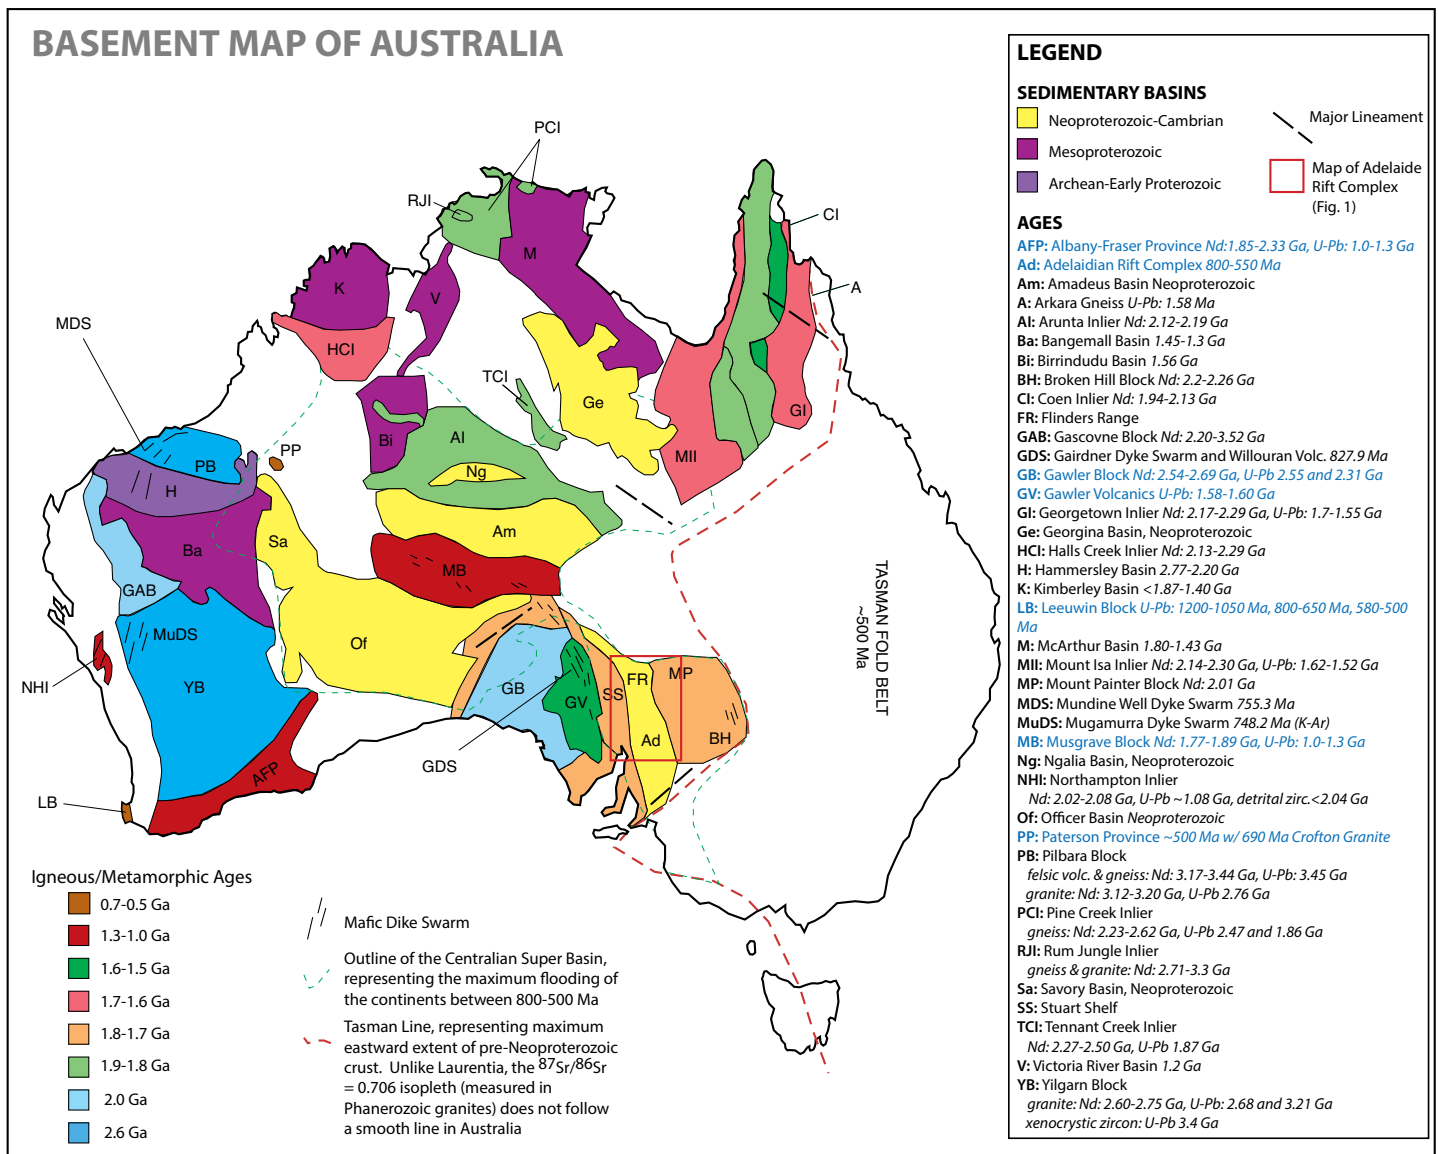 BASEMENT MAP OF AUSTRALIA
PCI
RJI
M
K
V
CI
A
MDS
HCI
TCI
Ge
GI
Bi
AI
MII
PP
PB
Ng
H
Am
Sa
Ba
MB
GAB
MuDS
Of
TASMAN FOLD BELT
~500 Ma
NHI
YB
GB
GV
SS
FR
MP
Ad
BH
GDS
AFP
LB
Igneous/Metamorphic Ages
0.7-0.5 Ga
1.3-1.0 Ga
1.6-1.5 Ga
1.7-1.6 Ga
1.8-1.7 Ga
1.9-1.8 Ga
2.0 Ga
2.6 Ga
Mafic Dike Swarm
Outline of the Centralian Super Basin,
representing the maximum flooding of
the continents between 800-500 Ma
Tasman Line, representing maximum
eastward extent of pre-Neoproterozoic
crust. Unlike Laurentia, the 87Sr/86Sr
= 0.706 isopleth (measured in
Phanerozoic granites) does not follow
a smooth line in Australia
LEGEND
SEDIMENTARY BASINS
Neoproterozoic-Cambrian
Mesoproterozoic
Archean-Early Proterozoic
Major Lineament
Map of Adelaide
Rift Complex
(Fig. 1)
AGES
AFP: Albany-Fraser Province Nd:1.85-2.33 Ga, U-Pb: 1.0-1.3 Ga
Ad: Adelaidian Rift Complex 800-550 Ma
Am: Amadeus Basin Neoproterozoic
A: Arkara Gneiss U-Pb: 1.58 Ma
AI: Arunta Inlier Nd: 2.12-2.19 Ga
Ba: Bangemall Basin 1.45-1.3 Ga
Bi: Birrindudu Basin 1.56 Ga
BH: Broken Hill Block Nd: 2.2-2.26 Ga
CI: Coen Inlier Nd: 1.94-2.13 Ga
FR: Flinders Range
GAB: Gascovne Block Nd: 2.20-3.52 Ga
GDS: Gairdner Dyke Swarm and Willouran Volc. 827.9 Ma
GB: Gawler Block Nd: 2.54-2.69 Ga, U-Pb 2.55 and 2.31 Ga
GV: Gawler Volcanics U-Pb: 1.58-1.60 Ga
GI: Georgetown Inlier Nd: 2.17-2.29 Ga, U-Pb: 1.7-1.55 Ga
Ge: Georgina Basin, Neoproterozoic
HCI: Halls Creek Inlier Nd: 2.13-2.29 Ga
H: Hammersley Basin 2.77-2.20 Ga
K: Kimberley Basin <1.87-1.40 Ga
LB: Leeuwin Block U-Pb: 1200-1050 Ma, 800-650 Ma, 580-500
Ma
M: McArthur Basin 1.80-1.43 Ga
MII: Mount Isa Inlier Nd: 2.14-2.30 Ga, U-Pb: 1.62-1.52 Ga
MP: Mount Painter Block Nd: 2.01 Ga
MDS: Mundine Well Dyke Swarm 755.3 Ma
MuDS: Mugamurra Dyke Swarm 748.2 Ma (K-Ar)
MB: Musgrave Block Nd: 1.77-1.89 Ga, U-Pb: 1.0-1.3 Ga
Ng: Ngalia Basin, Neoproterozoic
NHI: Northampton Inlier
Nd: 2.02-2.08 Ga, U-Pb ~1.08 Ga, detrital zirc.<2.04 Ga
Of: Officer Basin Neoproterozoic
PP: Paterson Province ~500 Ma w/ 690 Ma Crofton Granite
PB: Pilbara Block
felsic volc. & gneiss: Nd: 3.17-3.44 Ga, U-Pb: 3.45 Ga
granite: Nd: 3.12-3.20 Ga, U-Pb 2.76 Ga
PCI: Pine Creek Inlier
gneiss: Nd: 2.23-2.62 Ga, U-Pb 2.47 and 1.86 Ga
RJI: Rum Jungle Inlier
gneiss & granite: Nd: 2.71-3.3 Ga
Sa: Savory Basin, Neoproterozoic
SS: Stuart Shelf
TCI: Tennant Creek Inlier
Nd: 2.27-2.50 Ga, U-Pb 1.87 Ga
V: Victoria River Basin 1.2 Ga
YB: Yilgarn Block
granite: Nd: 2.60-2.75 Ga, U-Pb: 2.68 and 3.21 Ga
xenocrystic zircon: U-Pb 3.4 Ga